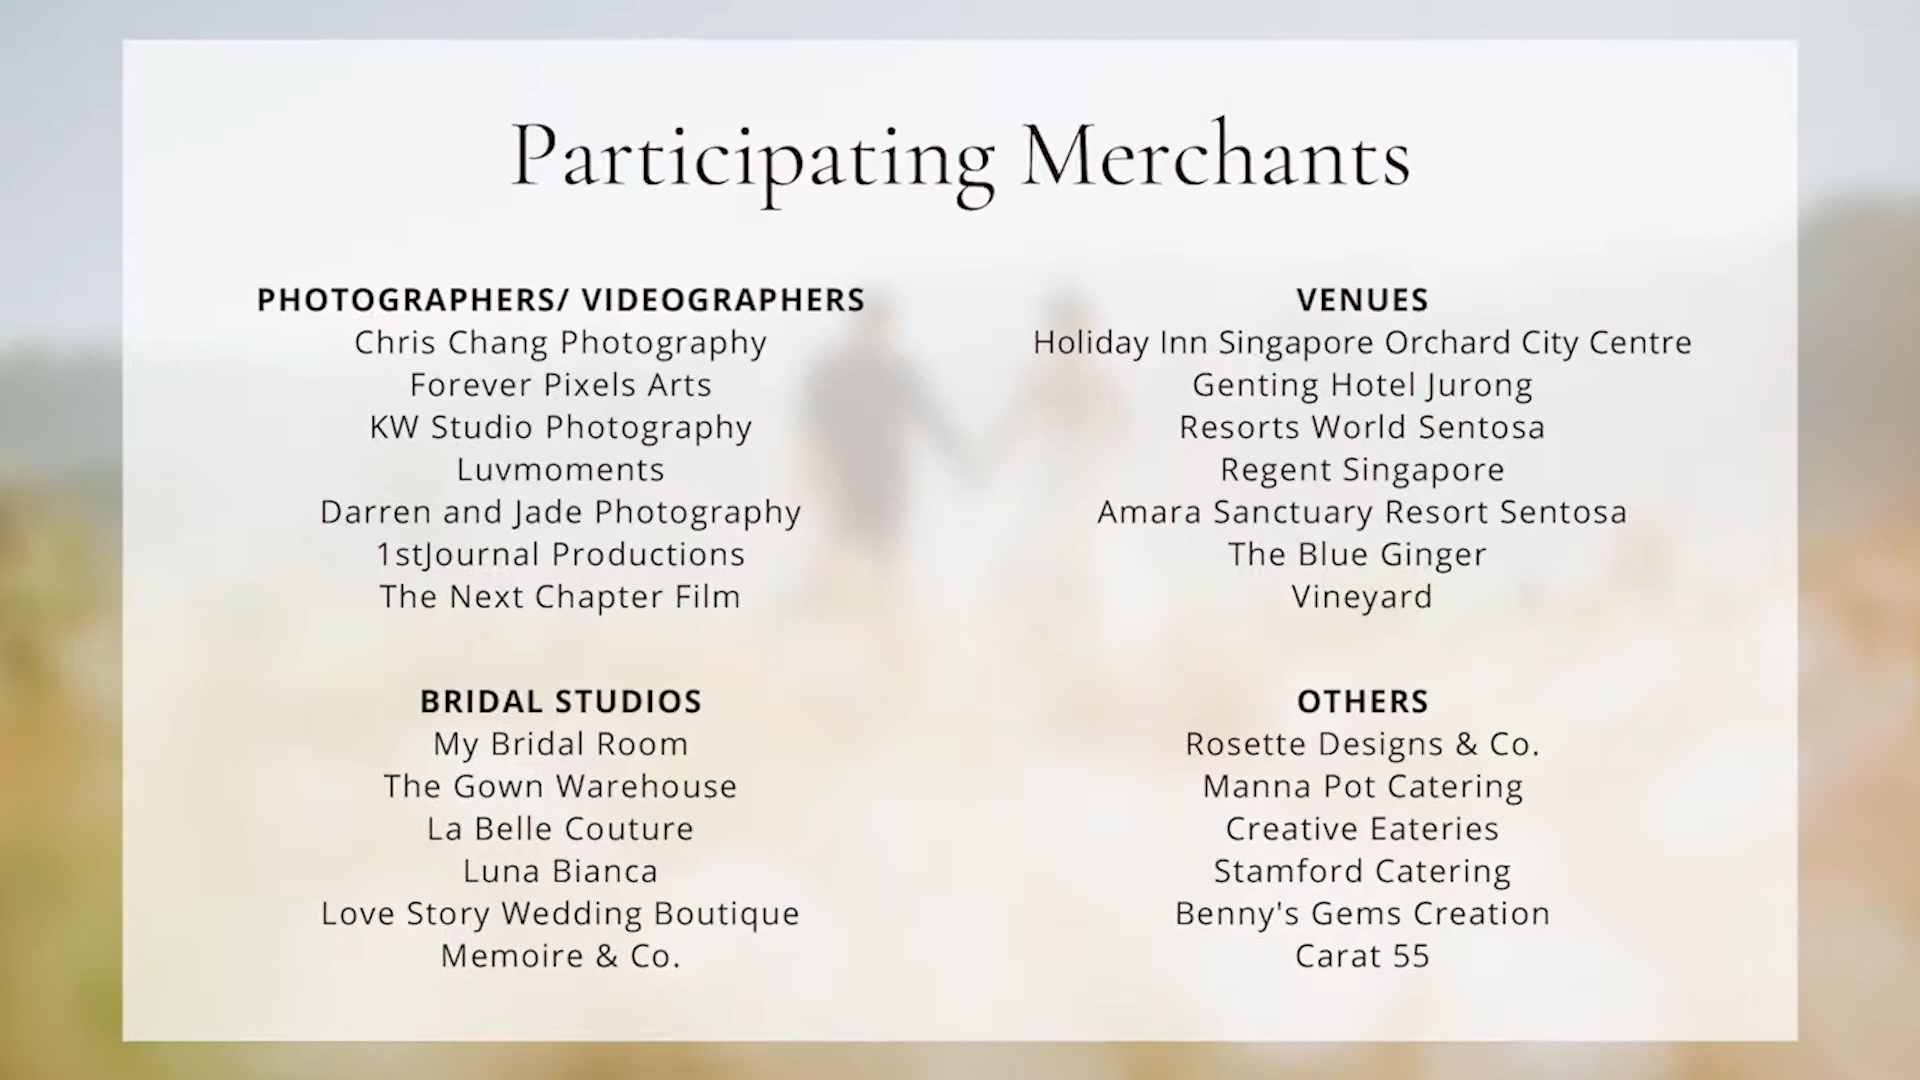 Participating Merchants
PHOTOGRAPHERS/ VIDEOGRAPHERS
Chris Chang Photography
Forever Pixels Arts
KW Studio Photography
Luvmoments
Darren and Jade Photography
1stJournal Productions
The Next Chapter Film
BRIDAL STUDIOS
My Bridal Room
The Gown Warehouse
La Belle Couture
Luna Bianca
Love Story Wedding Boutique
Memoire & Co.
VENUES
Holiday Inn Singapore Orchard City Centre
Genting Hotel Jurong
Resorts World Sentosa
Regent Singapore
Amara Sanctuary Resort Sentosa
The Blue Ginger
Vineyard
OTHERS
Rosette Designs & Co.
Manna Pot Catering
Creative Eateries
Stamford Catering
Benny's Gems Creation
Carat 55